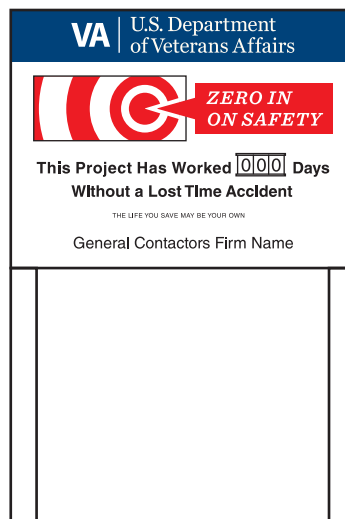 VA
U.S. Department
of Veterans Affairs
ZERO IN
ON SAFETY
This Project Has Worked 000 Days
WIthout a Lost TIme Accident
THE LIFE YOU SAVE MAY BE YOUR OWN
General Contactors Firm Name